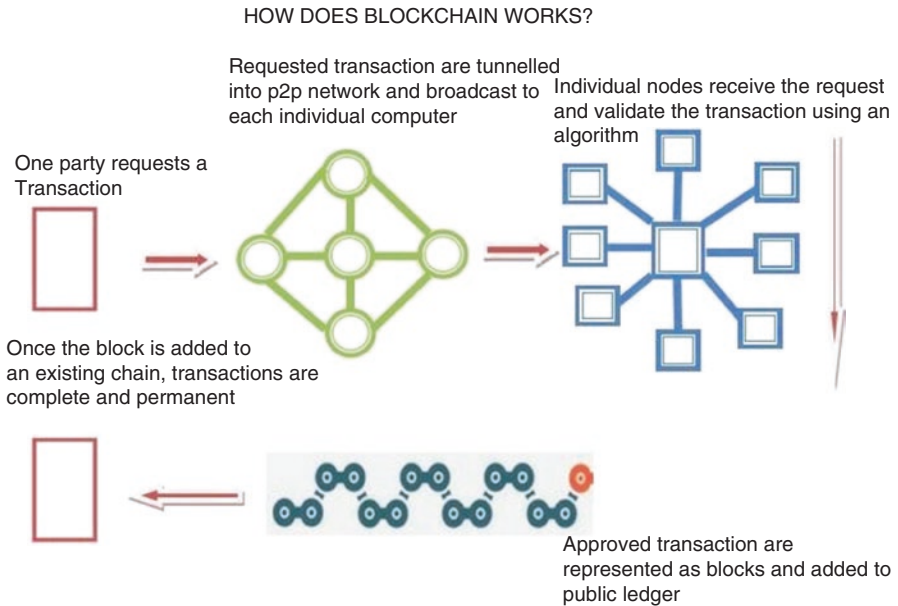 HOW DOES BLOCKCHAIN WORKS?
One party requests a
Transaction
Requested transaction are tunnelled
into p2p network and broadcast to
each individual computer
Individual nodes receive the request
and validate the transaction using an
algorithm
Approved transaction are
represented as blocks and added to
public ledger
Once the block is added to
an existing chain, transactions are
complete and permanent